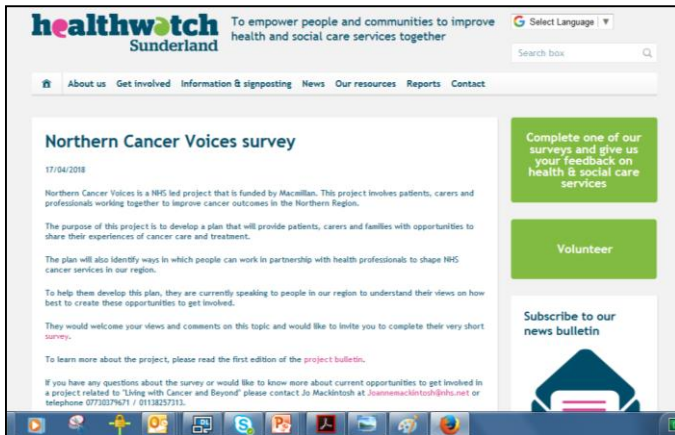 healthwatch
Sunderland
To empower people and communities to improve
health and social care services together
Select Language
Search box
About us Get involved Information & signposting News Our resources Reports Contact
Northern Cancer Voices survey
17/04/2018
Northern Cancer Voices is a NHS led project that is funded by Macmillan. This project involves patients, carers and
professionals working together to improve cancer outcomes in the Northern Region.
The purpose of this project is to develop a plan that will provide patients, carers and families with opportunities to
share their experiences of cancer care and treatment.
The plan will also identify ways in which people can work in partnership with health professionals to shape NHS
cancer services in our region.
To help them develop this plan, they are currently speaking to people in our region to understand their views on how
best to create these opportunities to get involved.
They would welcome your views and comments on this topic and would like to invite you to complete their very short
survey.
To learn more about the project, please read the first edition of the project bulletin.
If you have any questions about the survey or would like to know more about current opportunities to get involved in
a project related to "Living with Cancer and Beyond" please contact Jo Mackintosh at Joannemackintosh@nhs.net or
telephone 07730379671 / 01138257313.
Complete one of our
surveys and give us
your feedback on
health & social care
services
Volunteer
Subscribe to our
news bulletin